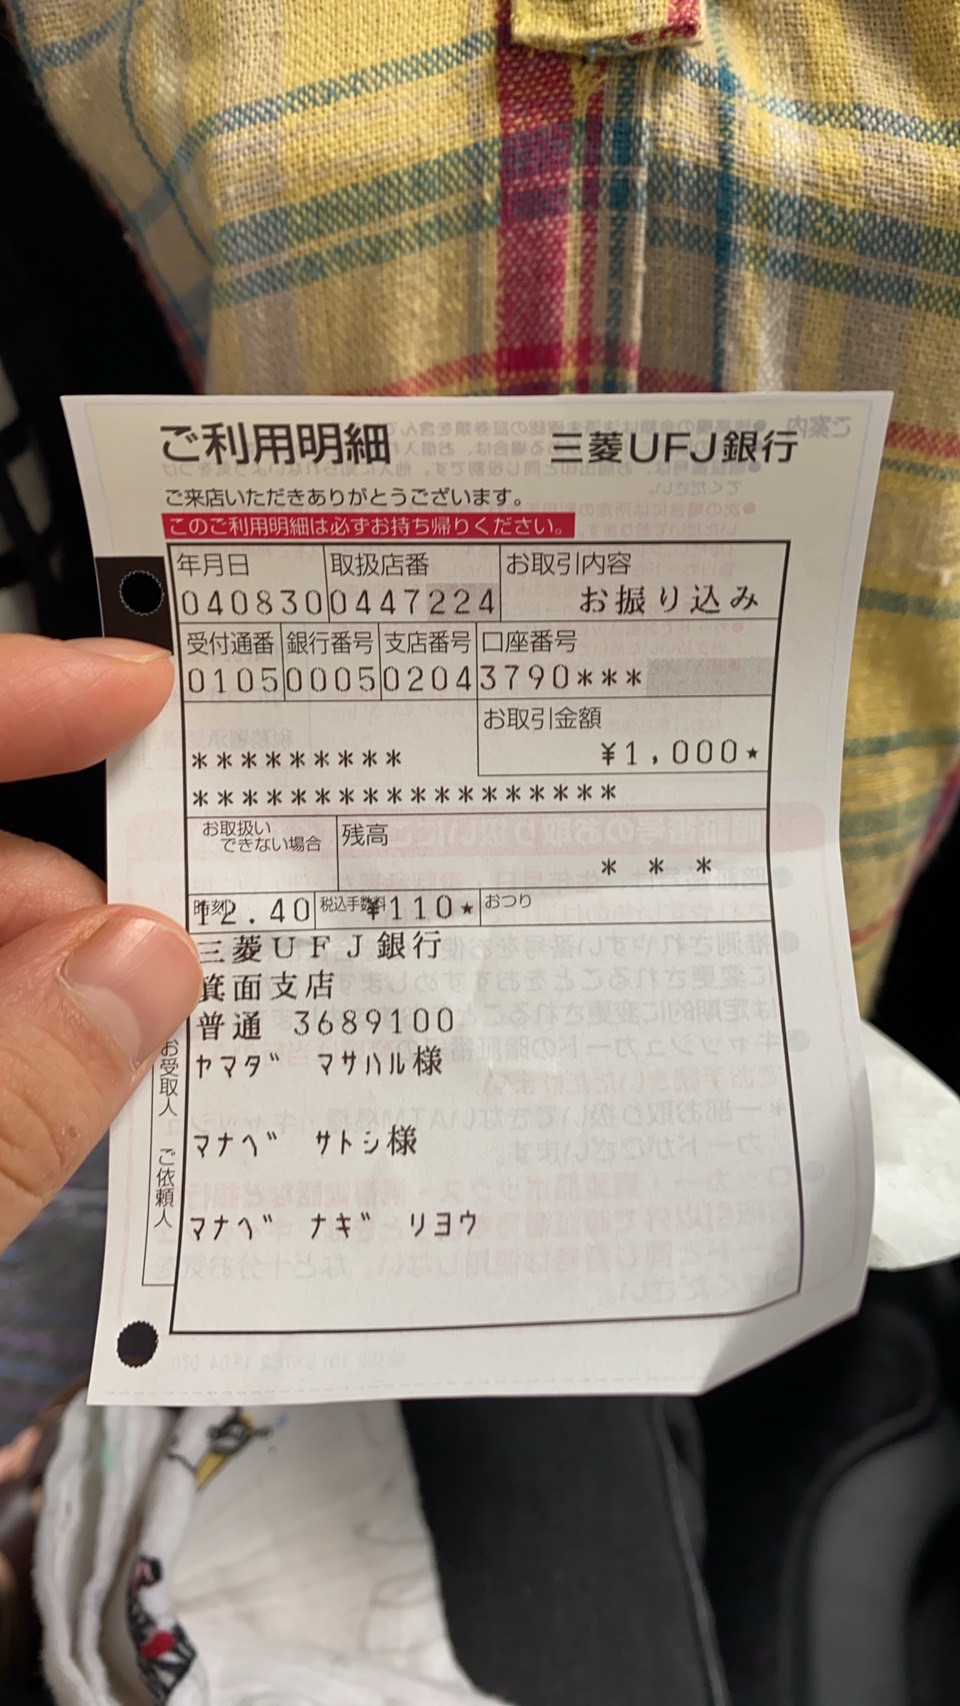 ご利用明細 三菱UFJ銀行
ご来店いただきありがとうございます。
このご利用明細は必ずお持ち帰りください。
年月日 取扱店番 お取引内容
040830 0447224 お振り込み
受付通番 銀行番号 支店番号 口座番号
0105 0005 0204 3790***
お取引金額
¥1,000★
*********
******************
お取扱いできない場合 残高
* * *
時刻 税込手数料 おつり
12.40 ¥110★
三菱UFJ銀行
箕面支店
普通 3689100
ヤマダ マサハル様
マナベ サトシ様
マナベ ナギ リヨウ
お受取人
ご依頼人